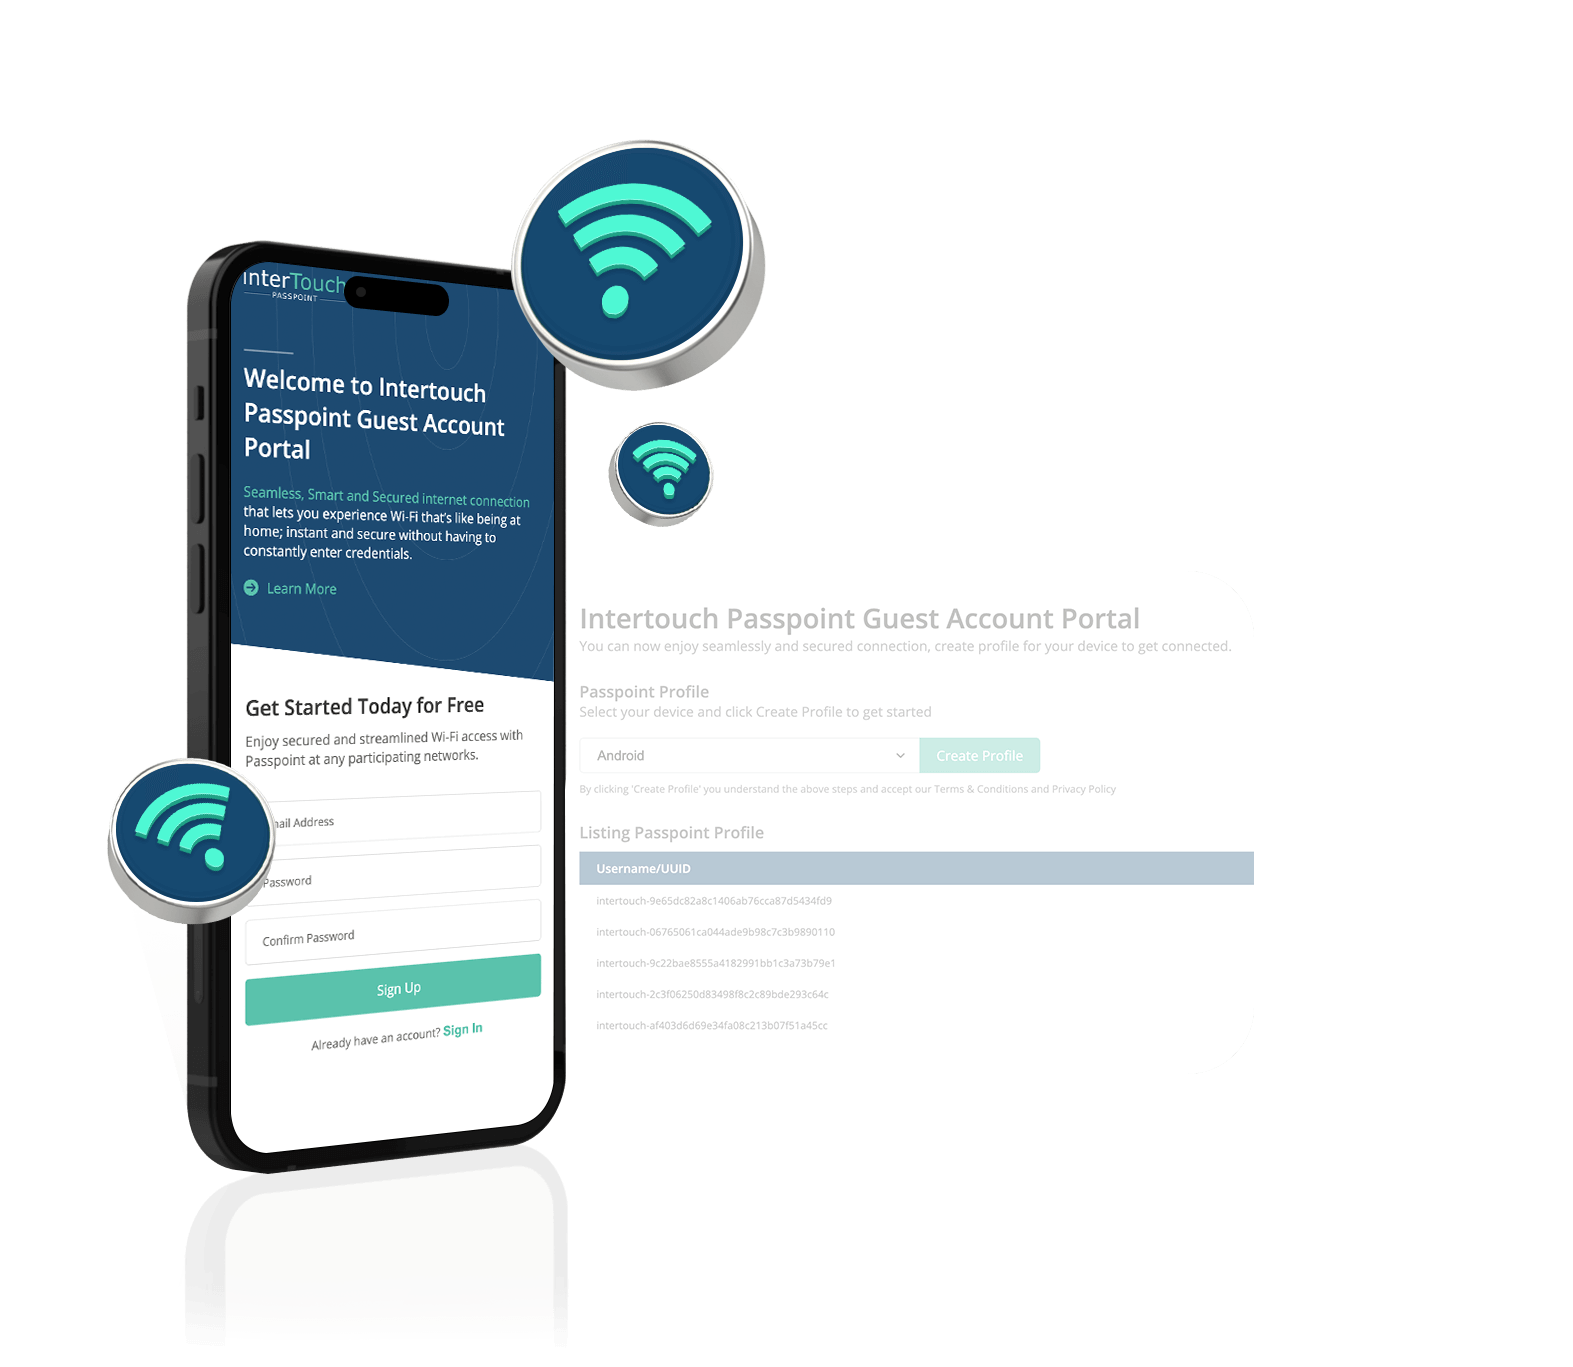 interTouch
PASSPOINT
Welcome to Intertouch
Passpoint Guest Account
Portal
Seamless, Smart and Secured internet connection
that lets you experience Wi-Fi that's like being at
home; instant and secure without having to
constantly enter credentials.
Learn More
Get Started Today for Free
Enjoy secured and streamlined Wi-Fi access with
Passpoint at any participating networks.
ail Address
Password
Confirm Password
Sign Up
Already have an account? Sign In
Intertouch Passpoint Guest Account Portal
You can now enjoy seamlessly and secured connection, create profile for your device to get connected.
Passpoint Profile
Select your device and click Create Profile to get started
Android
Create Profile
By clicking 'Create Profile' you understand the above steps and accept our Terms & Conditions and Privacy Policy
Listing Passpoint Profile
Username/UUID
intertouch-9e65dc82a8c1406ab76cca87d5434fd9
intertouch-06765061ca044ade9b98c7c3b9890110
intertouch-9c22bae8555a4182991bb1c3a73b79e1
intertouch-2c3f06250d83498f8c2c89bde293c64c
intertouch-af403d6d69e34fa08c213b07f51a45cc